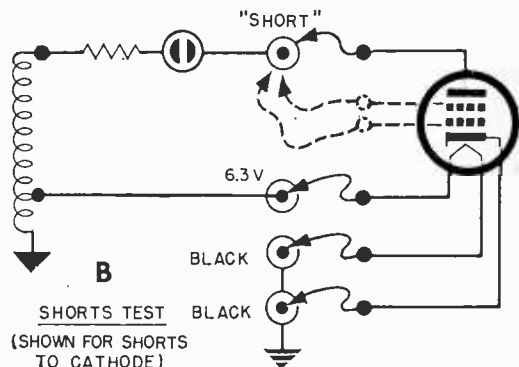 "SHORT"
6.3 V
BLACK
BLACK
B
SHORTS TEST
(SHOWN FOR SHORTS
TO CATHODE)